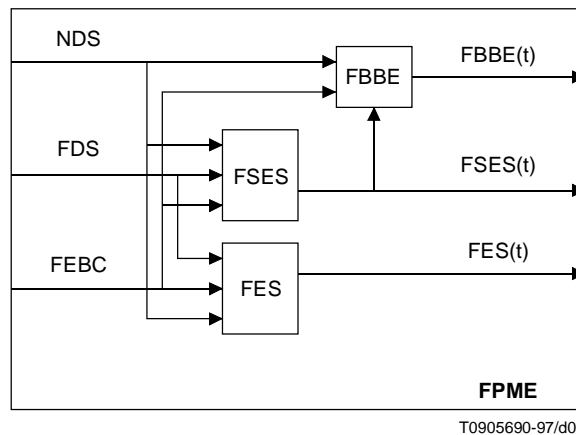 NDS
FBBE
FBBE(t)
FDS
FSES
FSES(t)
FEBC
FES
FES(t)
FPME
T0905690-97/d0